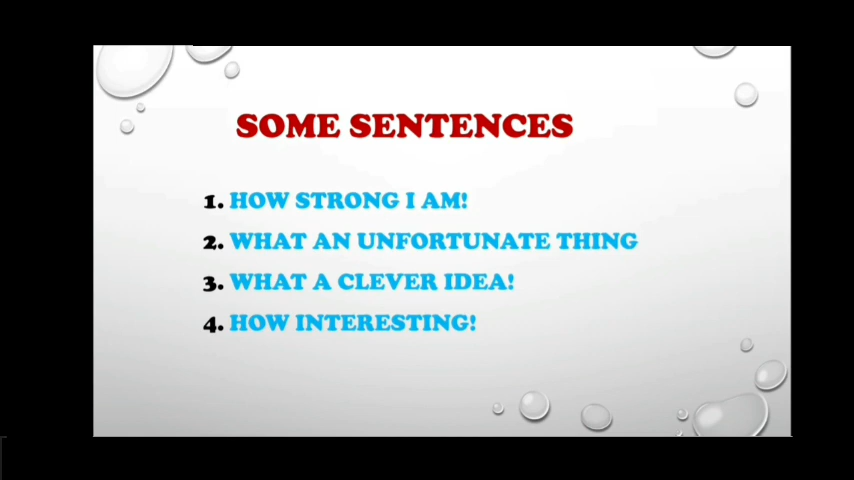 SOME SENTENCES
1. HOW STRONG I AM!
2. WHAT AN UNFORTUNATE THING
3. WHAT A CLEVER IDEA!
4. HOW INTERESTING!